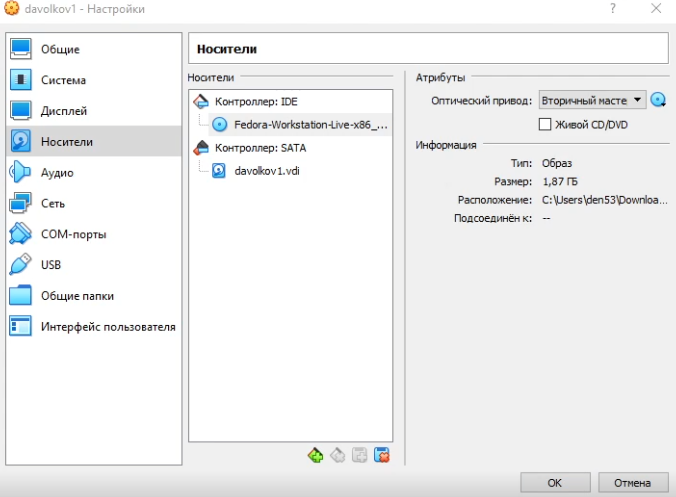 davolkov1 - Настройки
?
Общие
Система
Дисплей
Носители
Аудио
Сеть
COM-порты
USB
Общие папки
Интерфейс пользователя
Носители
Носители
Контроллер: IDE
Fedora-Workstation-Live-x86_...
Контроллер: SATA
davolkov1.vdi
Атрибуты
Оптический привод: Вторичный масте
Живой CD/DVD
Информация
Тип: Образ
Размер: 1,87 ГБ
Расположение: C:\Users\den53\Downloa...
Подсоединён к: --
OK
Отмена